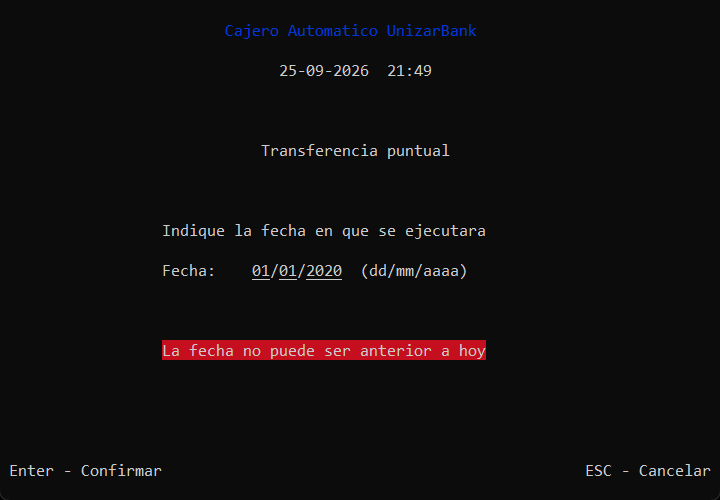 Cajero Automatico UnizarBank
25-09-2026  21:49
Transferencia puntual
Indique la fecha en que se ejecutara
Fecha:    01/01/2020  (dd/mm/aaaa)
La fecha no puede ser anterior a hoy
Enter - Confirmar    ESC - Cancelar